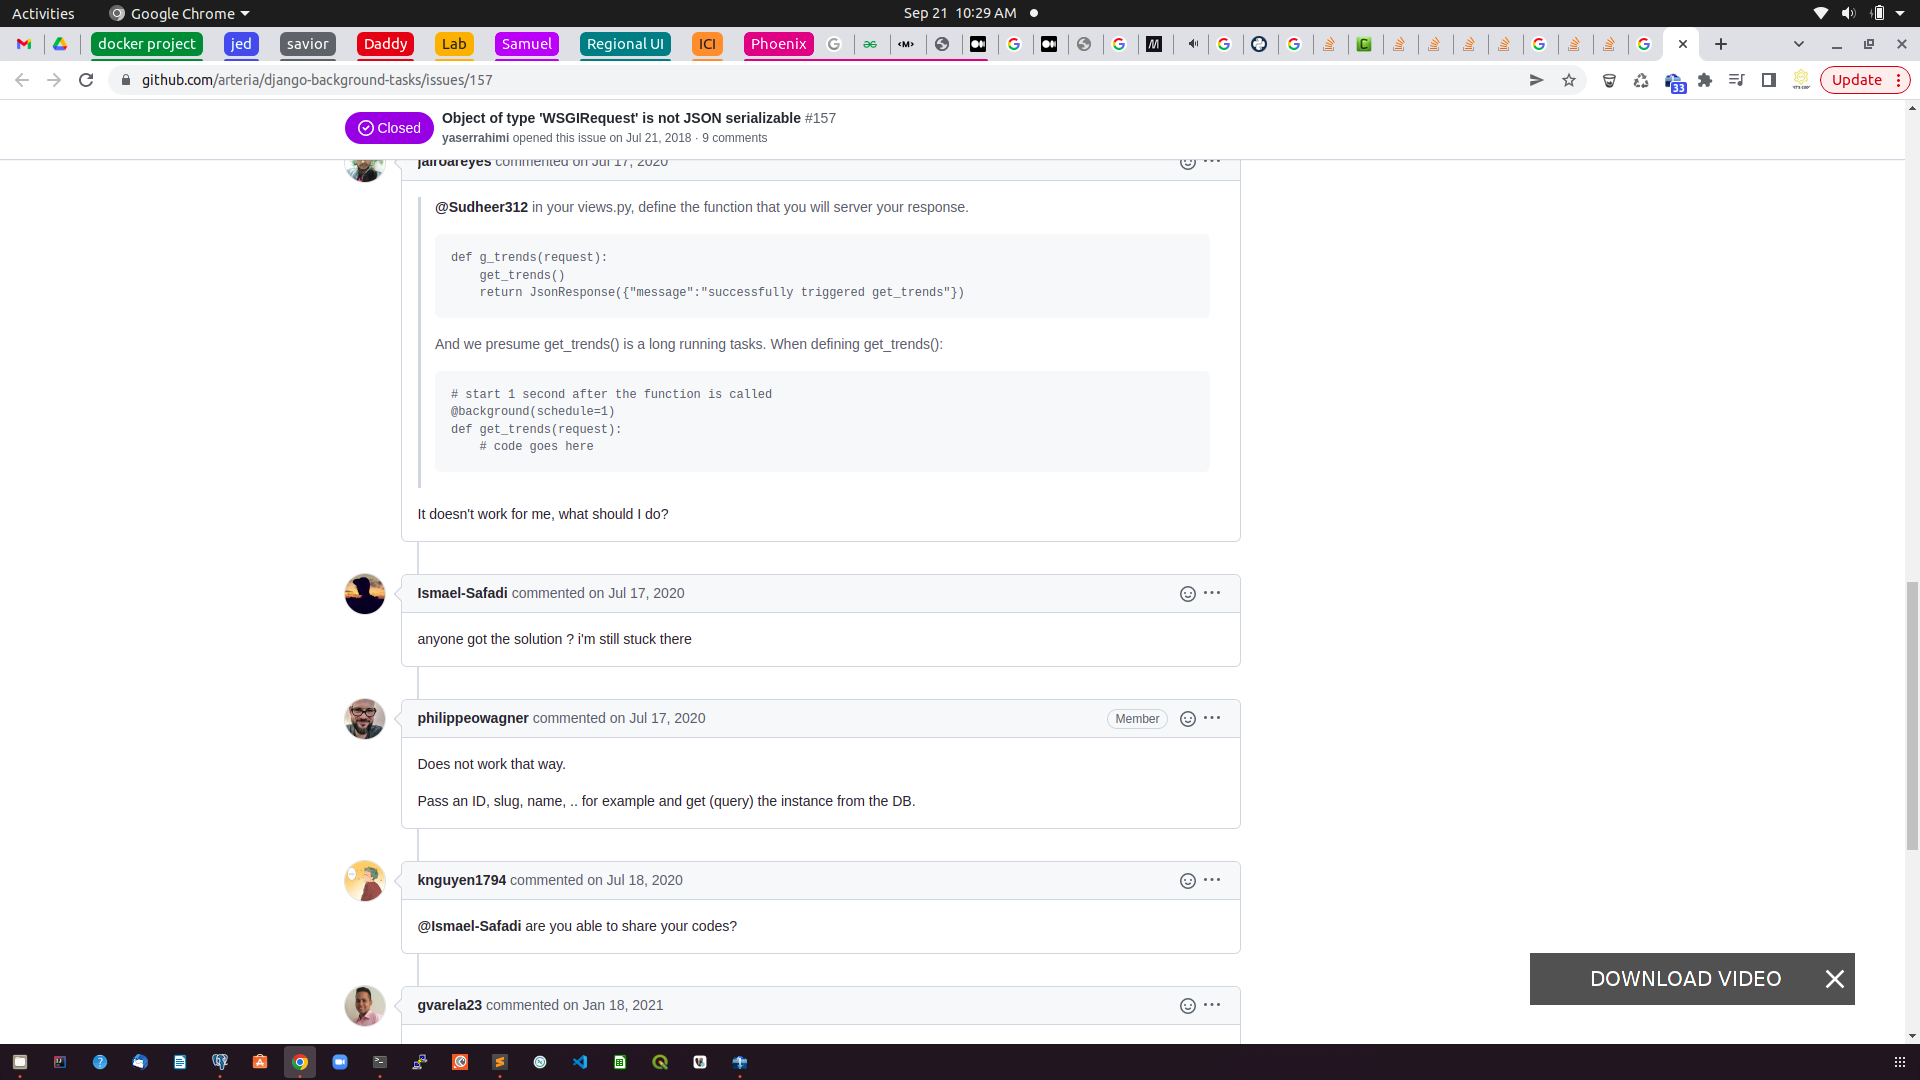 Activities
Google Chrome
Sep 21 10:29 AM
docker project
jed
savior
Daddy
Lab
Samuel
Regional UI
ICI
Phoenix
github.com/arteria/django-background-tasks/issues/157
33
Update
Closed
Object of type 'WSGIRequest' is not JSON serializable #157
yaserrahimi opened this issue on Jul 21, 2018 · 9 comments
jairoareyes commented on Jul 17, 2020
@Sudheer312 in your views.py, define the function that you will server your response.
def g_trends(request):
    get_trends()
    return JsonResponse({"message":"successfully triggered get_trends"})
And we presume get_trends() is a long running tasks. When defining get_trends():
# start 1 second after the function is called
@background(schedule=1)
def get_trends(request):
    # code goes here
It doesn't work for me, what should I do?
Ismael-Safadi commented on Jul 17, 2020
anyone got the solution ? i'm still stuck there
philippeowagner commented on Jul 17, 2020
Member
Does not work that way.
Pass an ID, slug, name, .. for example and get (query) the instance from the DB.
knguyen1794 commented on Jul 18, 2020
@Ismael-Safadi are you able to share your codes?
gvarela23 commented on Jan 18, 2021
DOWNLOAD VIDEO